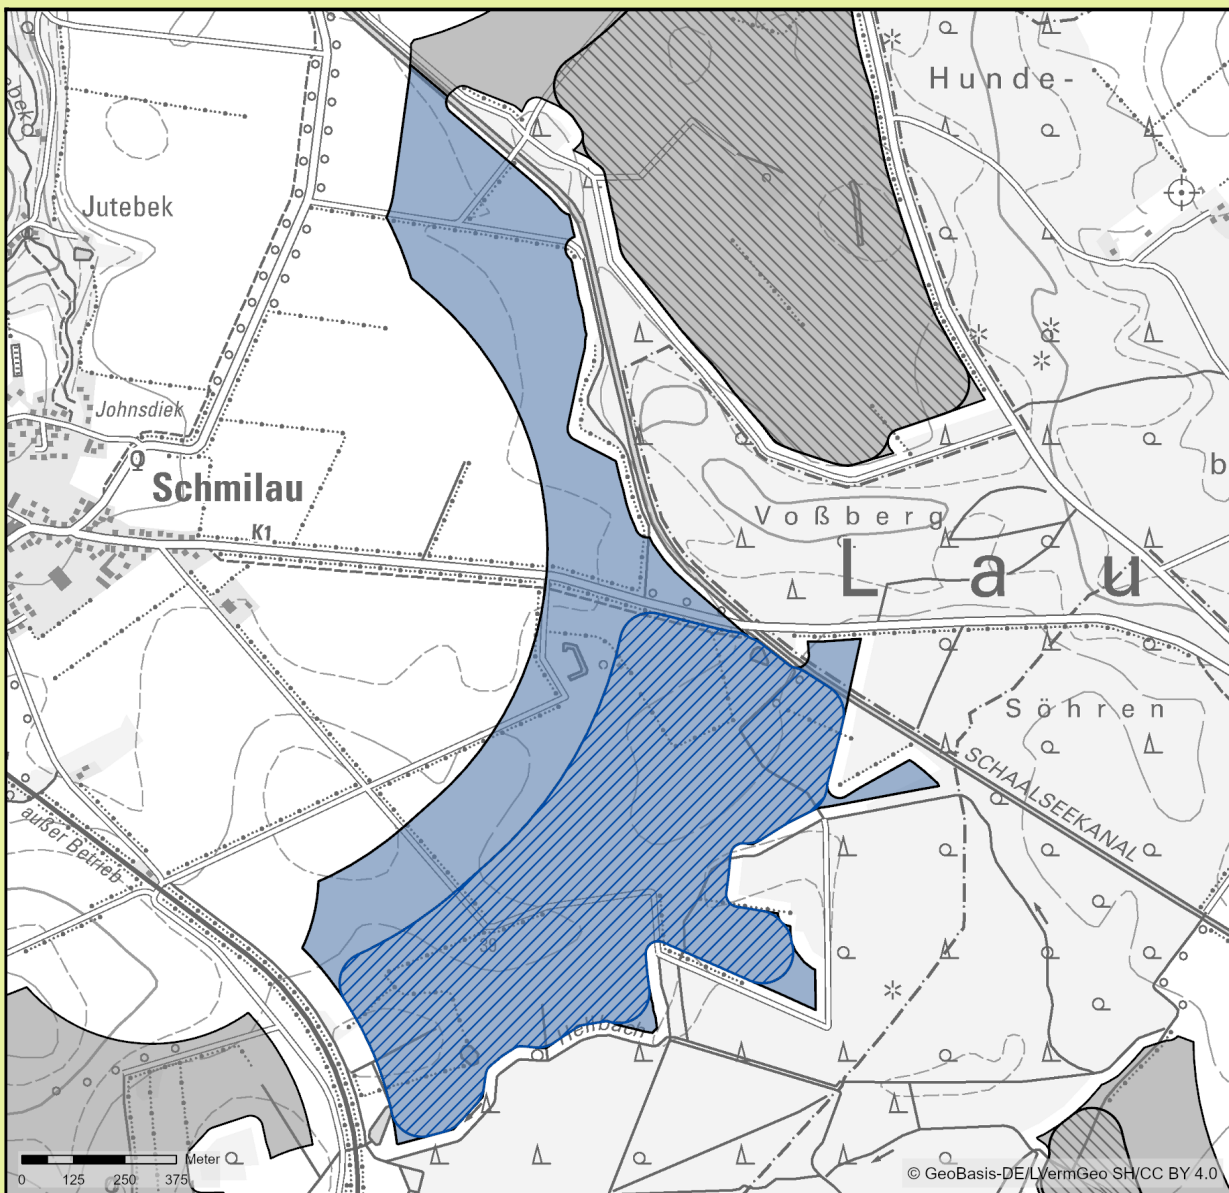 Hunde-
Jutebek
Johnsdiek
Schmilau
K1
b
Voßberg
L a u
Söhren
SCHAALSEEKANAL
außer Betrieb
39
Meter
0 125 250 375
© GeoBasis-DE/LVermGeo SH/CC BY 4.0